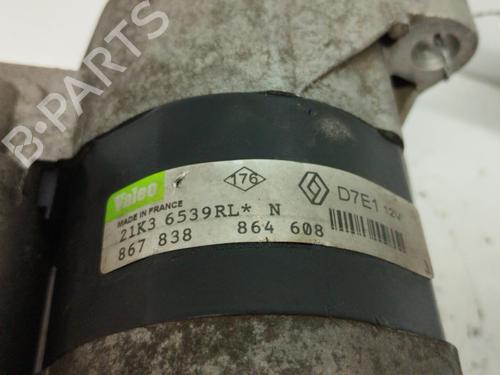 B-PARTS
Valeo
MADE IN FRANCE
176
D7E1 12V
21K3 6539RL* N
867 838 864 608